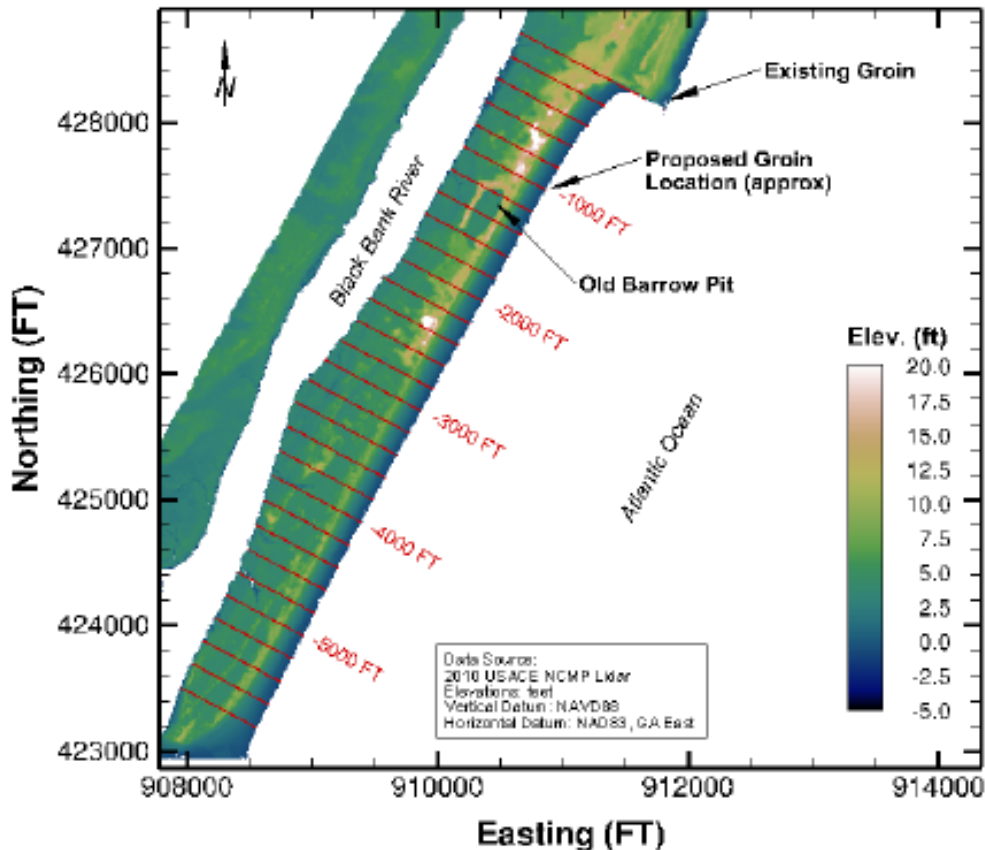 N
Existing Groin
428000
Proposed Groin
Location (approx)
-1000 FT
Black Bank River
427000
Old Barrow Pit
-2000 FT
Elev. (ft)
20.0
17.5
15.0
12.5
10.0
7.5
5.0
2.5
0.0
-2.5
-5.0
426000
Northing (FT)
-3000 FT
Atlantic Ocean
425000
-4000 FT
424000
-5000 FT
Data Source:
2010 USACE NCMP Lidar
Elevations: feet
Vertical Datum: NAVD88
Horizontal Datum: NAD83, GA East
423000
908000
910000
912000
914000
Easting (FT)